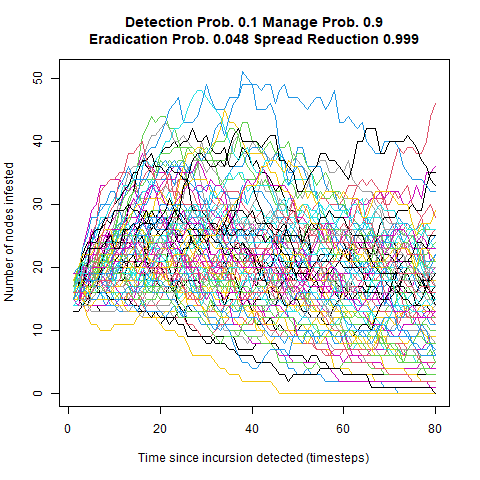 Detection Prob. 0.1 Manage Prob. 0.9
Eradication Prob. 0.048 Spread Reduction 0.999
Number of nodes infested
50
40
30
20
10
0
0 20 40 60 80
Time since incursion detected (timesteps)